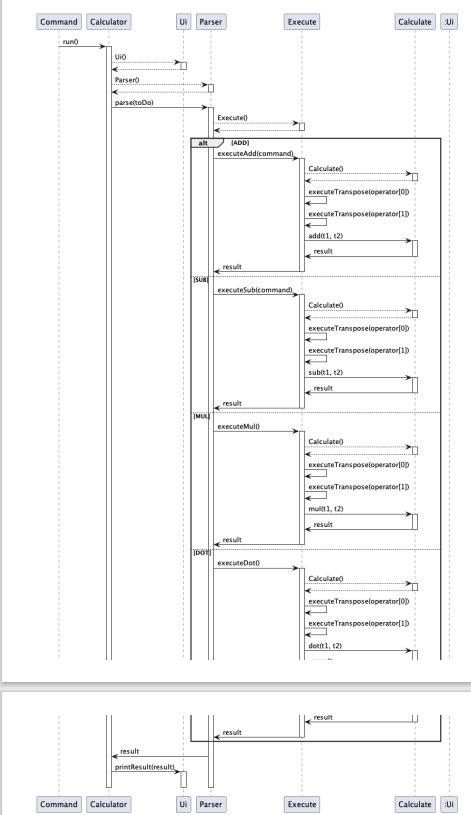 Command Calculator Ui Parser Execute Calculate :Ui
run()
Ui()
Parser()
parse(toDo)
Execute()
alt [ADD]
executeAdd(command)
Calculate()
executeTranspose(operator[0])
executeTranspose(operator[1])
add(t1, t2)
result
result
[SUB]
executeSub(command)
Calculate()
executeTranspose(operator[0])
executeTranspose(operator[1])
sub(t1, t2)
result
result
[MUL]
executeMul()
Calculate()
executeTranspose(operator[0])
executeTranspose(operator[1])
mul(t1, t2)
result
result
[DOT]
executeDot()
Calculate()
executeTranspose(operator[0])
executeTranspose(operator[1])
dot(t1, t2)
result
result
result
printResult(result)
Command Calculator Ui Parser Execute Calculate :Ui